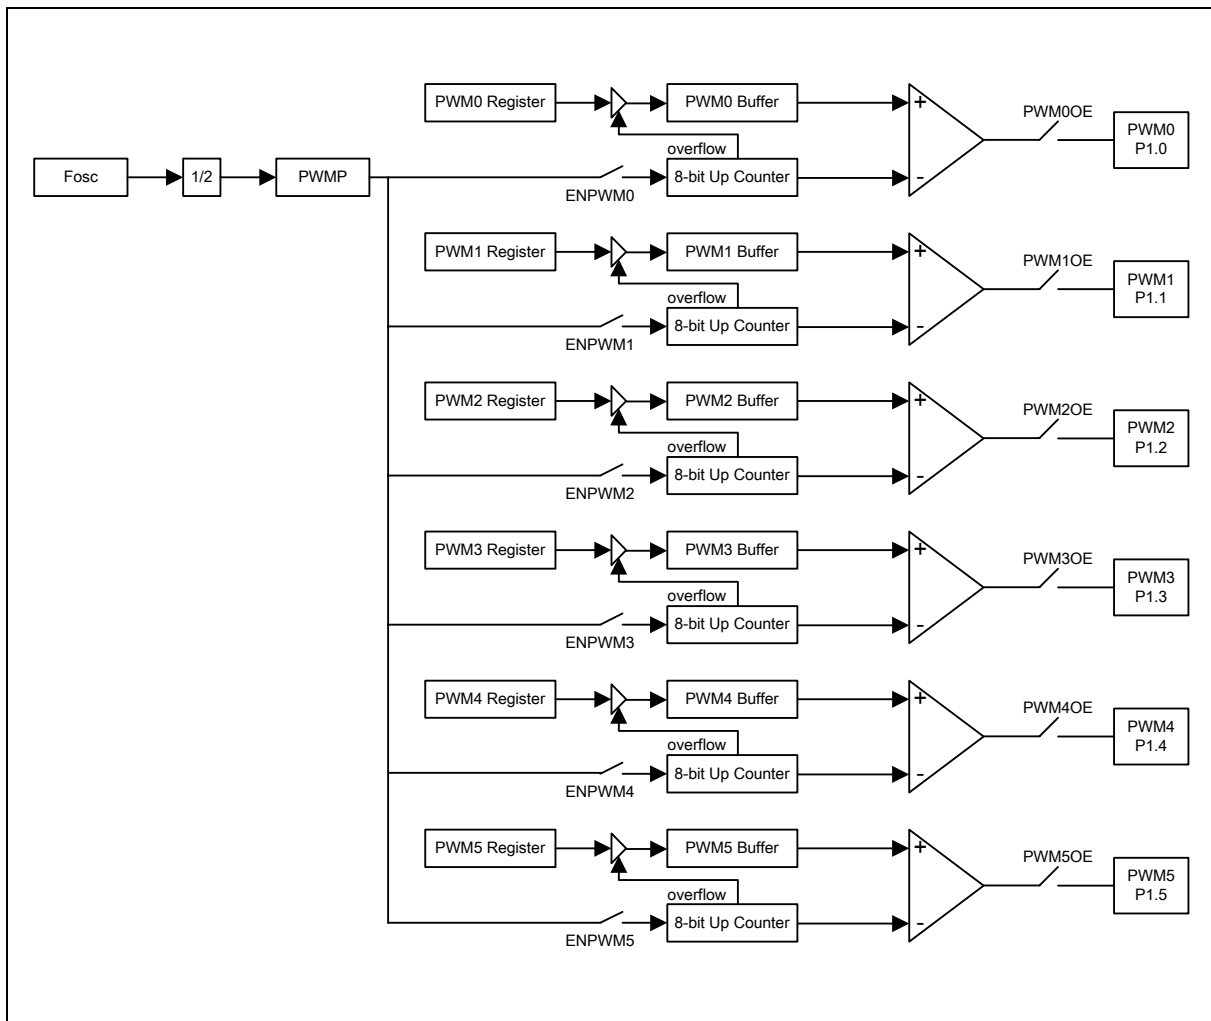 PWM0 Register
PWM0 Buffer
+
PWM0OE
PWM0
P1.0
Fosc
1/2
PWMP
overflow
ENPWM0
8-bit Up Counter
-
PWM1 Register
PWM1 Buffer
+
PWM1OE
PWM1
P1.1
overflow
ENPWM1
8-bit Up Counter
-
PWM2 Register
PWM2 Buffer
+
PWM2OE
PWM2
P1.2
overflow
ENPWM2
8-bit Up Counter
-
PWM3 Register
PWM3 Buffer
+
PWM3OE
PWM3
P1.3
overflow
ENPWM3
8-bit Up Counter
-
PWM4 Register
PWM4 Buffer
+
PWM4OE
PWM4
P1.4
overflow
ENPWM4
8-bit Up Counter
-
PWM5 Register
PWM5 Buffer
+
PWM5OE
PWM5
P1.5
overflow
ENPWM5
8-bit Up Counter
-